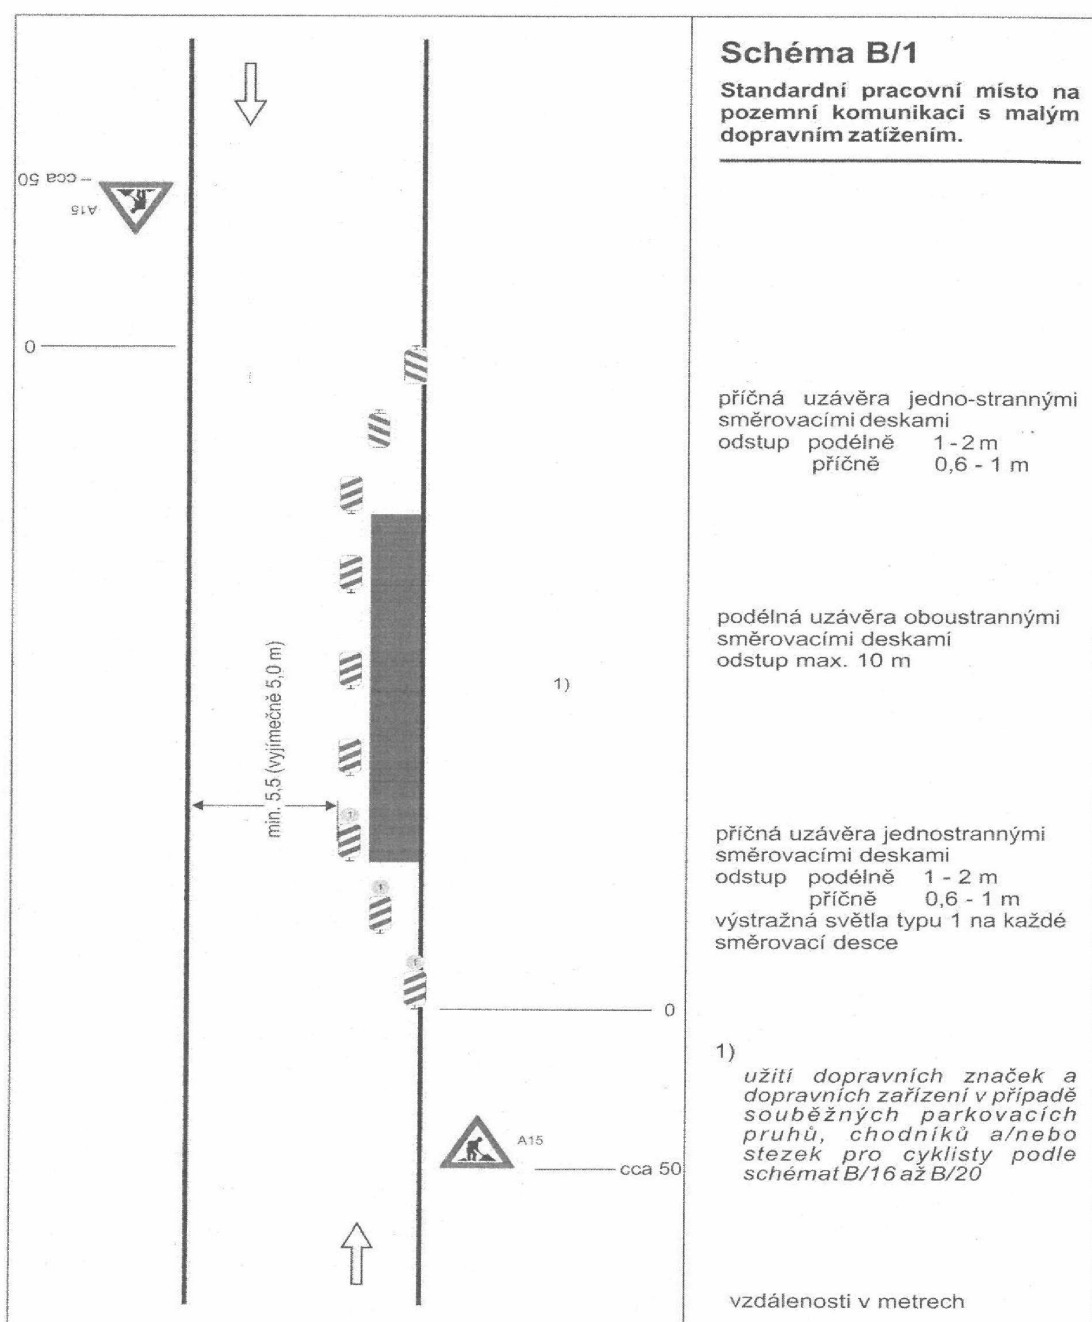 Schéma B/1
Standardní pracovní místo na
pozemní komunikaci s malým
dopravním zatížením.
cca 50
A15
0
příčná uzávěra jedno-strannými
směrovacími deskami
odstup podélně 1 - 2 m
příčně 0,6 - 1 m
podélná uzávěra oboustrannými
směrovacími deskamí
odstup max. 10 m
1)
min. 5,5 (vyjímečně 5,0 m)
1
příčná uzávěra jednostrannými
směrovacími deskami
odstup podélně 1 - 2 m
příčně 0,6 - 1 m
výstražná světla typu 1 na každé
směrovací desce
1
1
0
1)
užití dopravních značek a
dopravních zařízení v případě
souběžných parkovacích
pruhů, chodníků a/nebo
stezek pro cyklisty podle
schémat B/16 až B/20
A15
cca 50
vzdálenosti v metrech